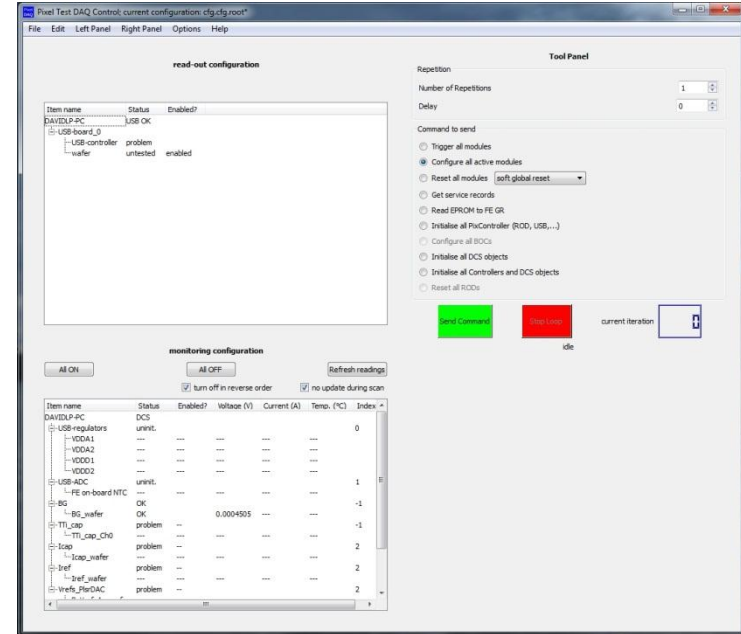 Pixel Test DAQ Control; current configuration: cfg.cfg.root*
File Edit Left Panel Right Panel Options Help
read-out configuration
Item name Status Enabled?
DAVIDLP-PC USB OK
USB-board_0
USB-controller problem
wafer untested enabled
Tool Panel
Repetition
Number of Repetitions 1
Delay 0
Command to send
Trigger all modules
Configure all active modules
Reset all modules soft global reset
Get service records
Read EPROM to FE GR
Initialise all PixController (ROD, USB,...)
Configure all BOCs
Initialise all DCS objects
Initialise all Controllers and DCS objects
Reset all RODs
Send Command Stop Loop current iteration 0
idle
monitoring configuration
All ON All OFF Refresh readings
turn off in reverse order no update during scan
Item name Status Enabled? Voltage (V) Current (A) Temp. (°C) Index
DAVIDLP-PC DCS
USB-regulators uninit. 0
VDDA1 --- --- --- --- ---
VDDA2 --- --- --- --- ---
VDDD1 --- --- --- --- ---
VDDD2 --- --- --- --- ---
USB-ADC uninit. 1
FE on-board NTC --- --- --- --- ---
BG OK -1
BG_wafer OK 0.0004505 --- ---
TTi_cap problem -- -1
TTi_cap_Ch0 --- --- --- --- ---
Icap problem -- 2
Icap_wafer --- --- --- ---
Iref problem -- 2
Iref_wafer --- --- --- ---
Vrefs_PlsrDAC problem -- 2